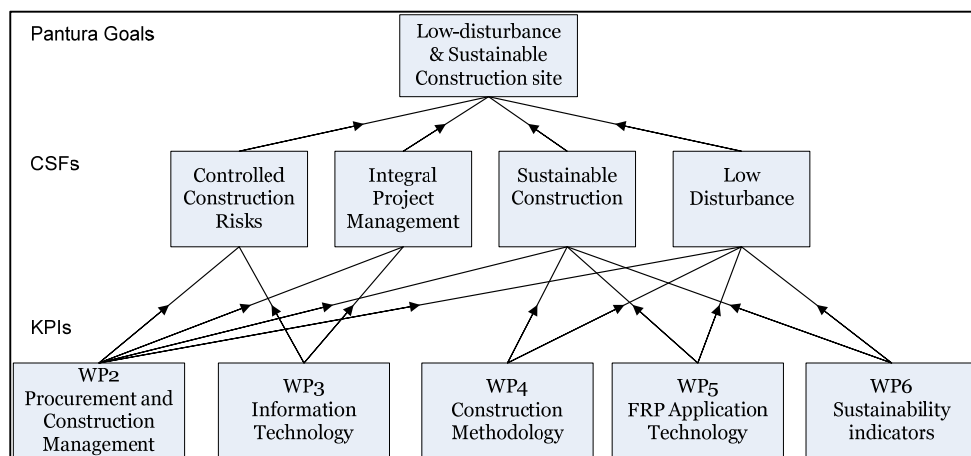 Pantura Goals
Low-disturbance
& Sustainable
Construction site
CSFs
Controlled
Construction
Risks
Integral
Project
Management
Sustainable
Construction
Low
Disturbance
KPIs
WP2
Procurement and
Construction
Management
WP3
Information
Technology
WP4
Construction
Methodology
WP5
FRP Application
Technology
WP6
Sustainability
indicators